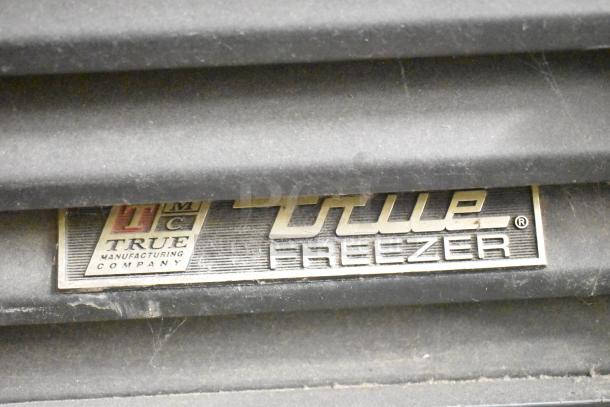 T M
C
TRUE
MANUFACTURING
COMPANY
true®
FREEZER